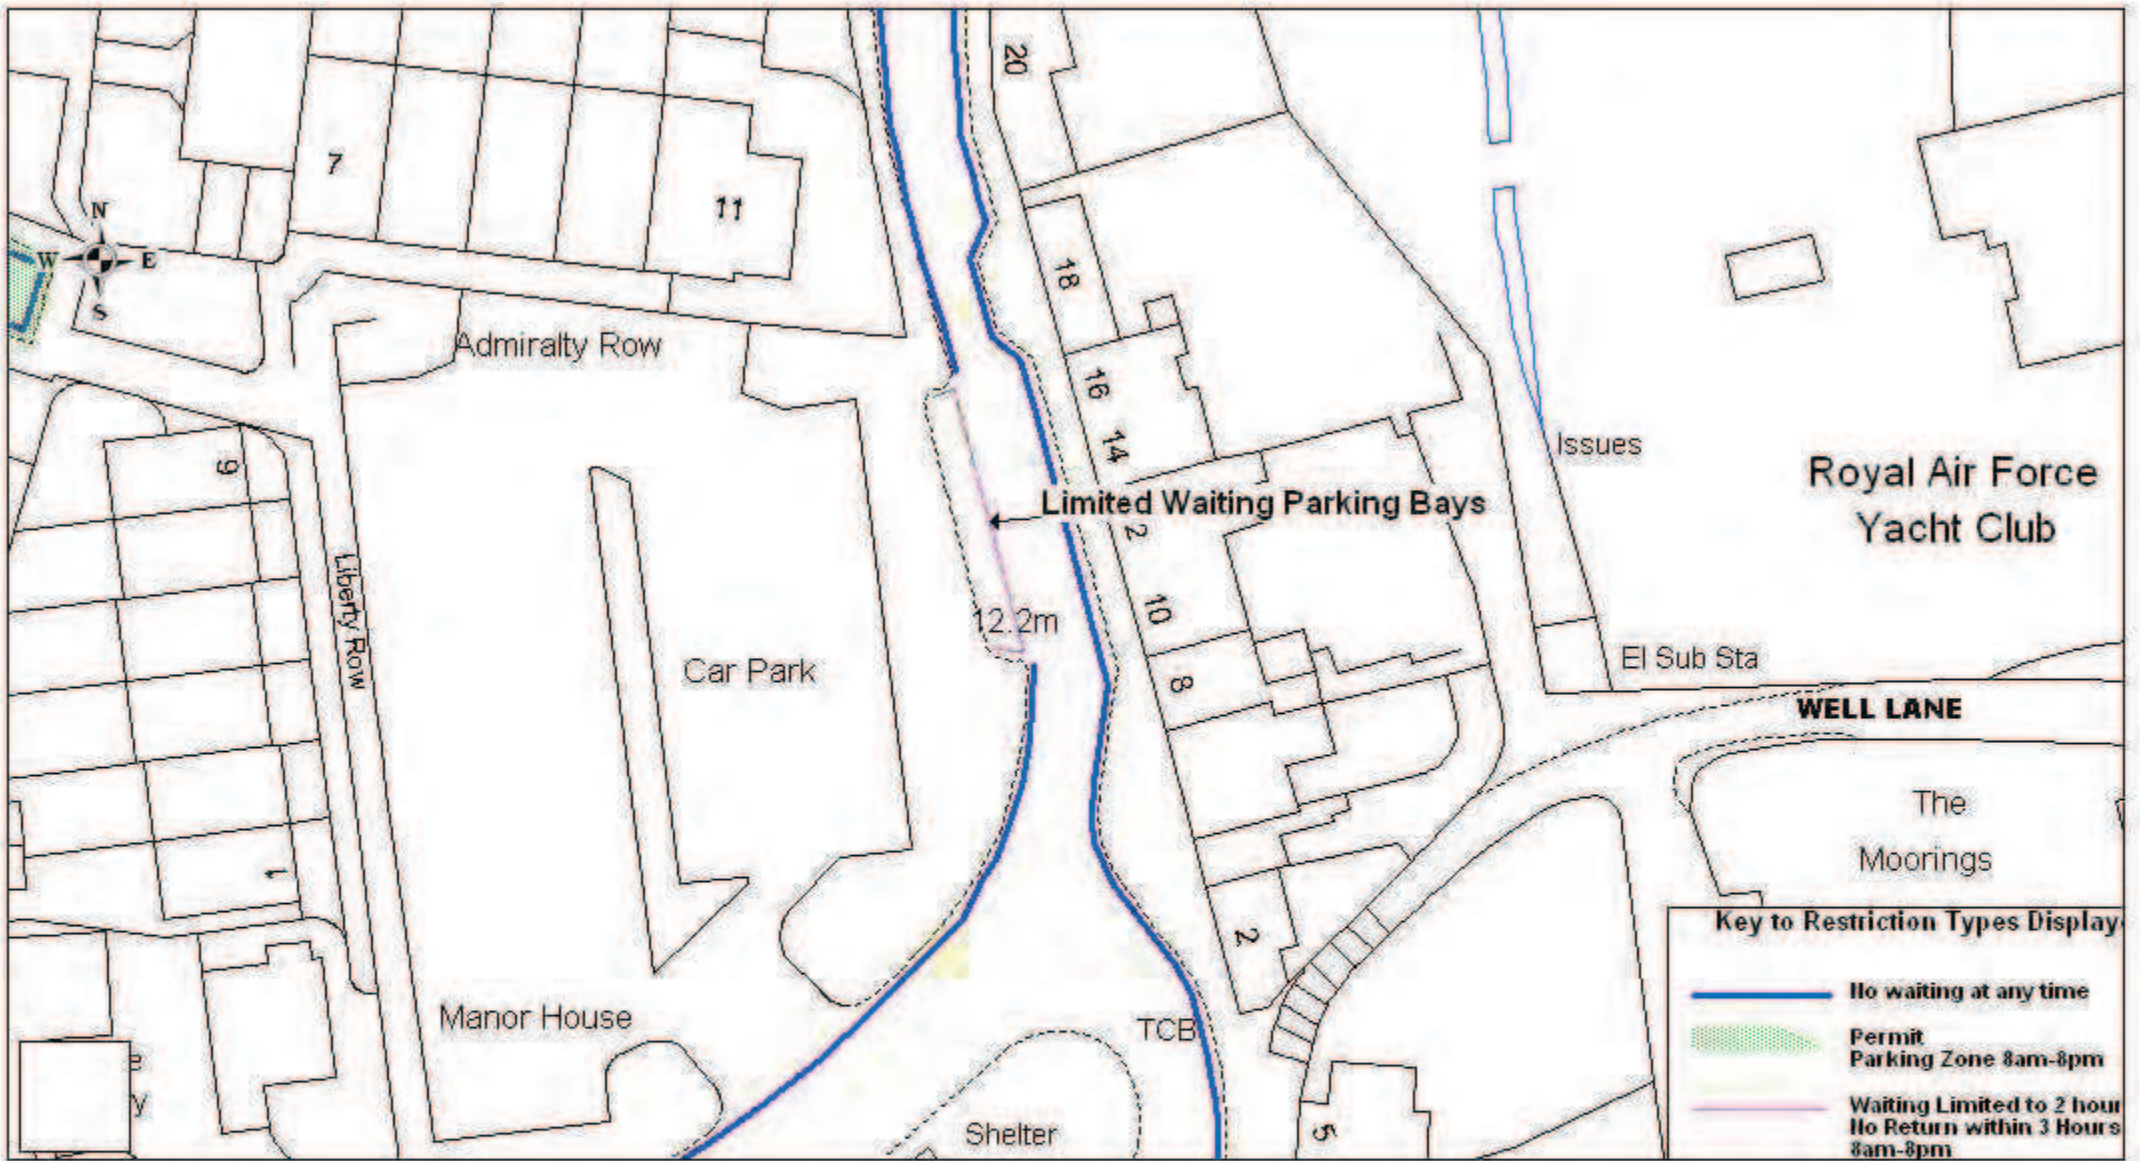 20
7
11
N
W
E
S
18
Admiralty Row
16
14
9
Issues
Royal Air Force
Yacht Club
Limited Waiting Parking Bays
2
Liberty Row
10
12.2m
Car Park
8
El Sub Sta
WELL LANE
The
Moorings
1
2
Key to Restriction Types Display
Manor House
TCB
No waiting at any time
Permit
Parking Zone 8am-8pm
e
y
Waiting Limited to 2 hour
No Return within 3 Hours
8am-8pm
Shelter
5